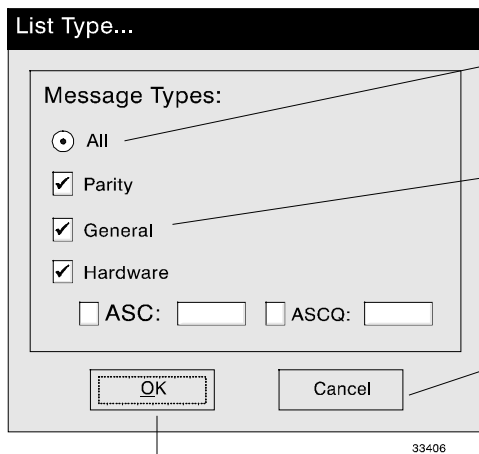 List Type...
Message Types:
All
Parity
General
Hardware
ASC: ASCQ:
OK Cancel
33406